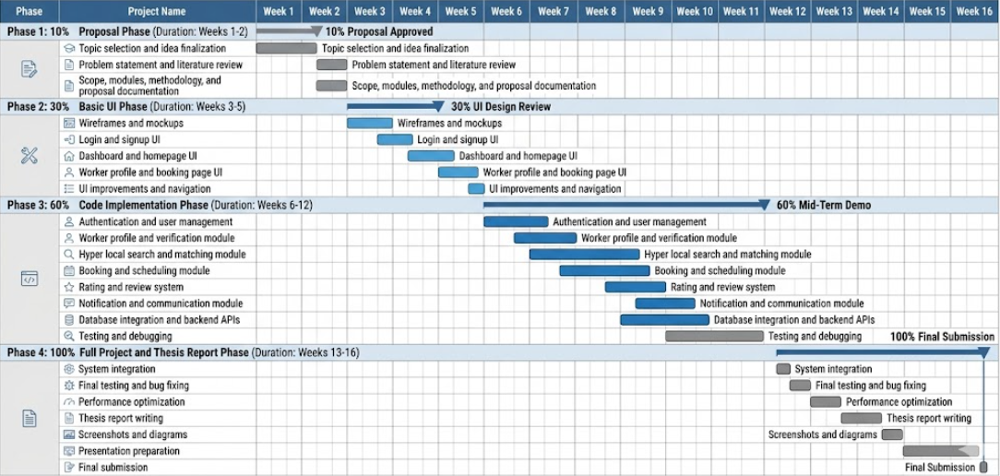 Phase Project Name Week 1 Week 2 Week 3 Week 4 Week 5 Week 6 Week 7 Week 8 Week 9 Week 10 Week 11 Week 12 Week 13 Week 14 Week 15 Week 16
Phase 1: 10% Proposal Phase (Duration: Weeks 1-2) 10% Proposal Approved
Topic selection and idea finalization Topic selection and idea finalization
Problem statement and literature review Problem statement and literature review
Scope, modules, methodology, and
proposal documentation Scope, modules, methodology, and proposal documentation
Phase 2: 30% Basic UI Phase (Duration: Weeks 3-5) 30% UI Design Review
Wireframes and mockups Wireframes and mockups
Login and signup UI Login and signup UI
Dashboard and homepage UI Dashboard and homepage UI
Worker profile and booking page UI Worker profile and booking page UI
UI improvements and navigation UI improvements and navigation
Phase 3: 60% Code Implementation Phase (Duration: Weeks 6-12) 60% Mid-Term Demo
Authentication and user management Authentication and user management
Worker profile and verification module Worker profile and verification module
Hyper local search and matching module Hyper local search and matching module
Booking and scheduling module Booking and scheduling module
Rating and review system Rating and review system
Notification and communication module Notification and communication module
Database integration and backend APIs Database integration and backend APIs
Testing and debugging Testing and debugging 100% Final Submission
Phase 4: 100% Full Project and Thesis Report Phase (Duration: Weeks 13-16)
System integration System integration
Final testing and bug fixing Final testing and bug fixing
Performance optimization Performance optimization
Thesis report writing Thesis report writing
Screenshots and diagrams Screenshots and diagrams
Presentation preparation
Final submission Final Submission